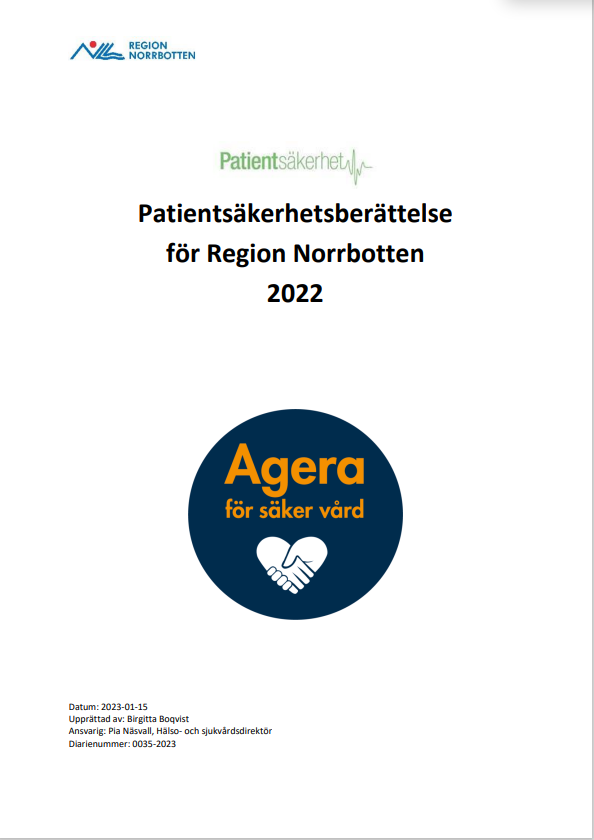 REGION
NORRBOTTEN
Patientsäkerhet
Patientsäkerhetsberättelse
för Region Norrbotten
2022
Agera
för säker vård
Datum: 2023-01-15
Upprättad av: Birgitta Boqvist
Ansvarig: Pia Näsvall, Hälso- och sjukvårdsdirektör
Diarienummer: 0035-2023